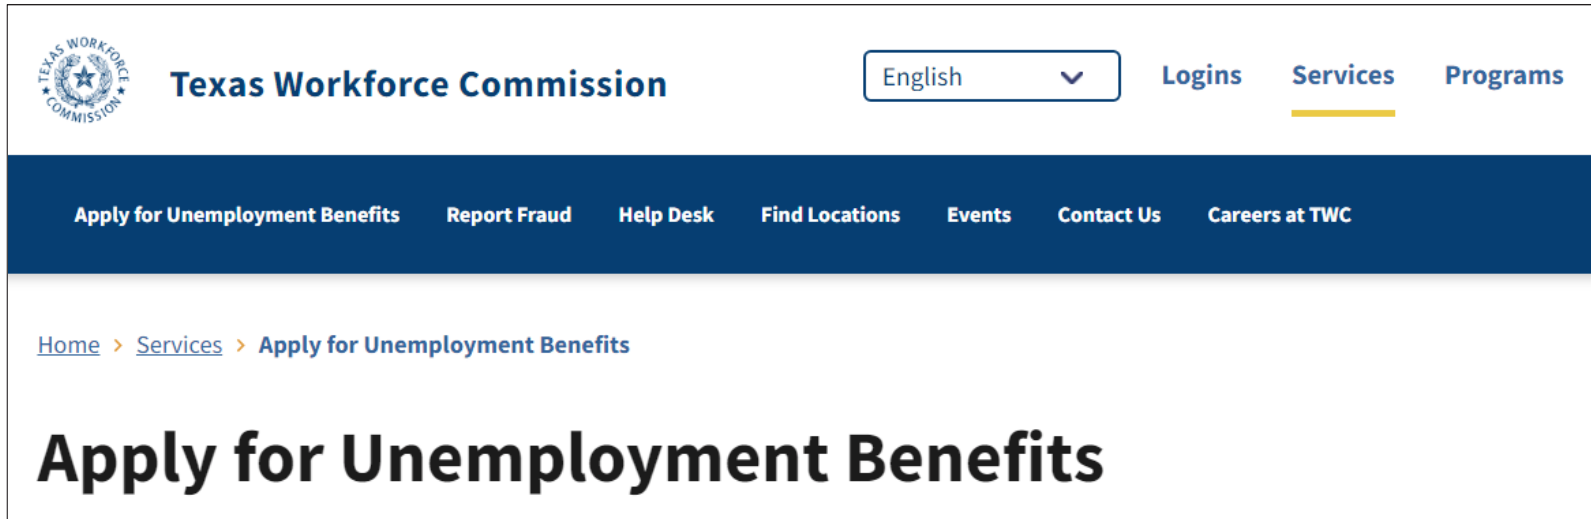 TEXAS WORKFORCE COMMISSION
Texas Workforce Commission
English
Logins
Services
Programs
Apply for Unemployment Benefits
Report Fraud
Help Desk
Find Locations
Events
Contact Us
Careers at TWC
Home > Services > Apply for Unemployment Benefits
Apply for Unemployment Benefits